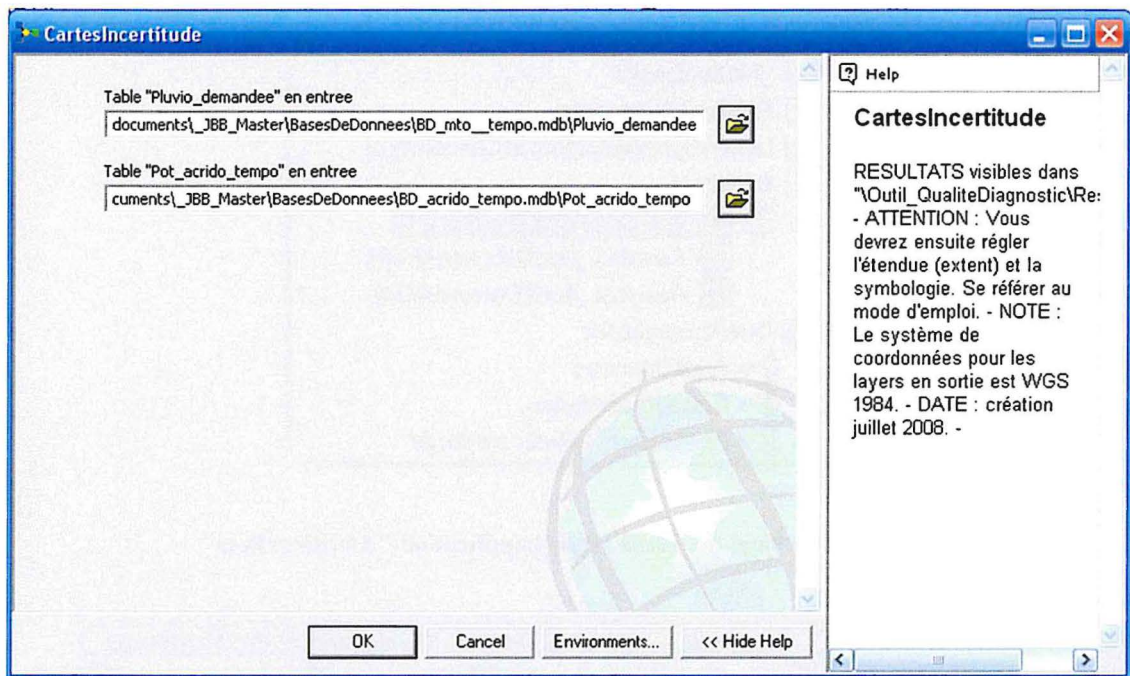 CartesIncertitude
Table "Pluvio_demandee" en entree
documents\_JBB_Master\BasesDeDonnees\BD_mto__tempo.mdb\Pluvio_demandee
Table "Pot_acrido_tempo" en entree
cuments\_JBB_Master\BasesDeDonnees\BD_acrido_tempo.mdb\Pot_acrido_tempo
OK
Cancel
Environments...
<< Hide Help
Help
CartesIncertitude
RESULTATS visibles dans
"\Outil_QualiteDiagnostic\Re
- ATTENTION : Vous
devrez ensuite régler
l'étendue (extent) et la
symbologie. Se référer au
mode d'emploi. - NOTE :
Le système de
coordonnées pour les
layers en sortie est WGS
1984. - DATE : création
juillet 2008. -